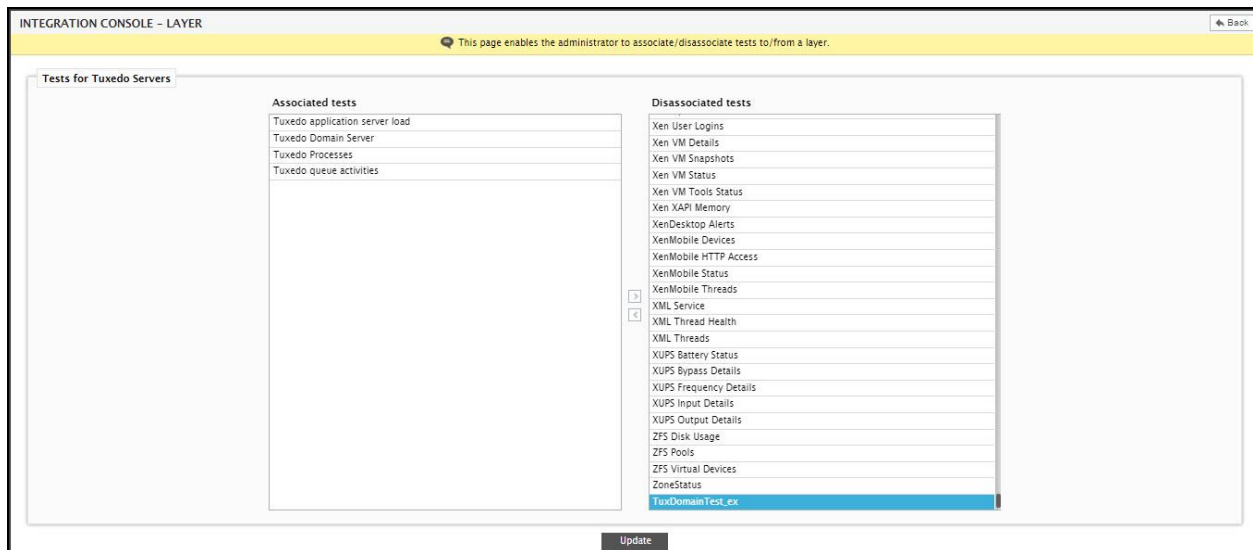 INTEGRATION CONSOLE - LAYER
Back
This page enables the administrator to associate/disassociate tests to/from a layer.
Tests for Tuxedo Servers
Associated tests
Tuxedo application server load
Tuxedo Domain Server
Tuxedo Processes
Tuxedo queue activities
>
<
Disassociated tests
Xen User Logins
Xen VM Details
Xen VM Snapshots
Xen VM Status
Xen VM Tools Status
Xen XAPI Memory
XenDesktop Alerts
XenMobile Devices
XenMobile HTTP Access
XenMobile Status
XenMobile Threads
XML Service
XML Thread Health
XML Threads
XUPS Battery Status
XUPS Bypass Details
XUPS Frequency Details
XUPS Input Details
XUPS Output Details
ZFS Disk Usage
ZFS Pools
ZFS Virtual Devices
ZoneStatus
TuxDomainTest_ex
Update